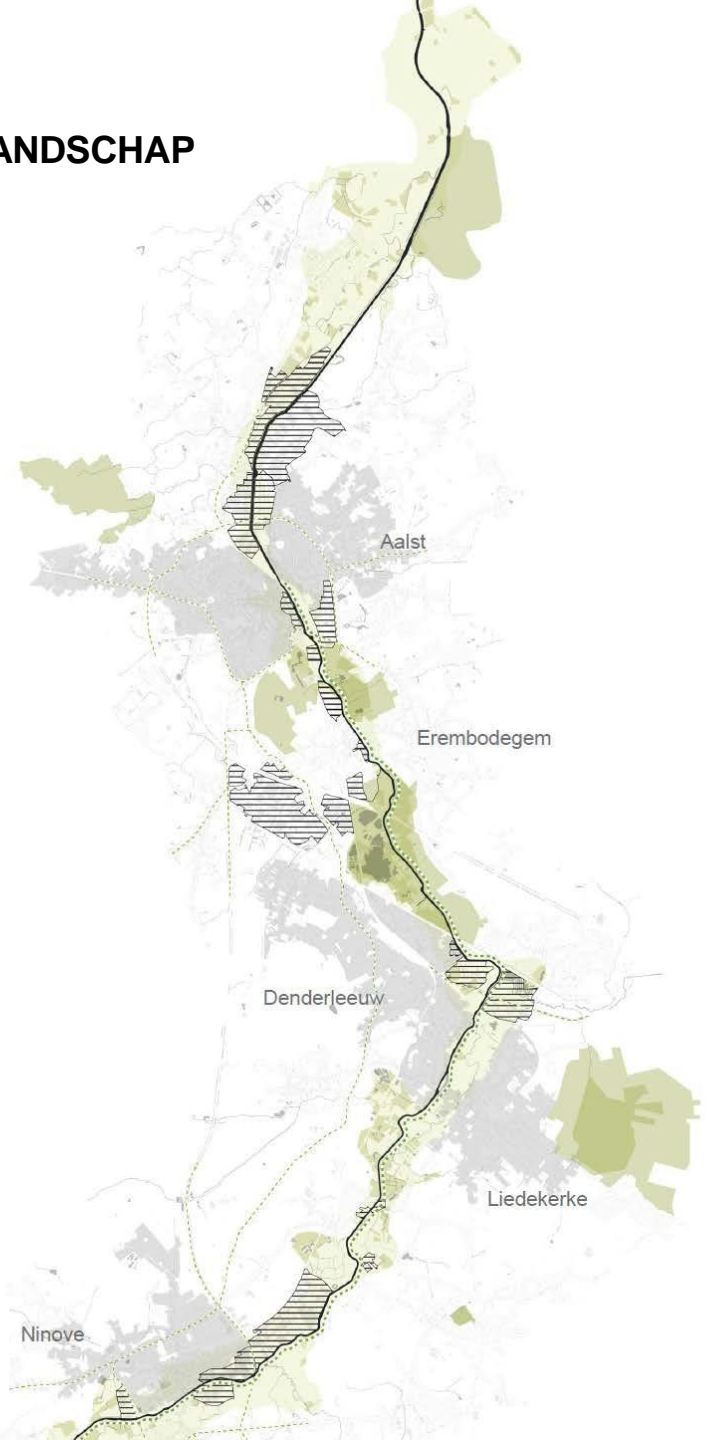 ANDSCHAP
Aalst
Erembodegem
Denderleeuw
Liedekerke
Ninove